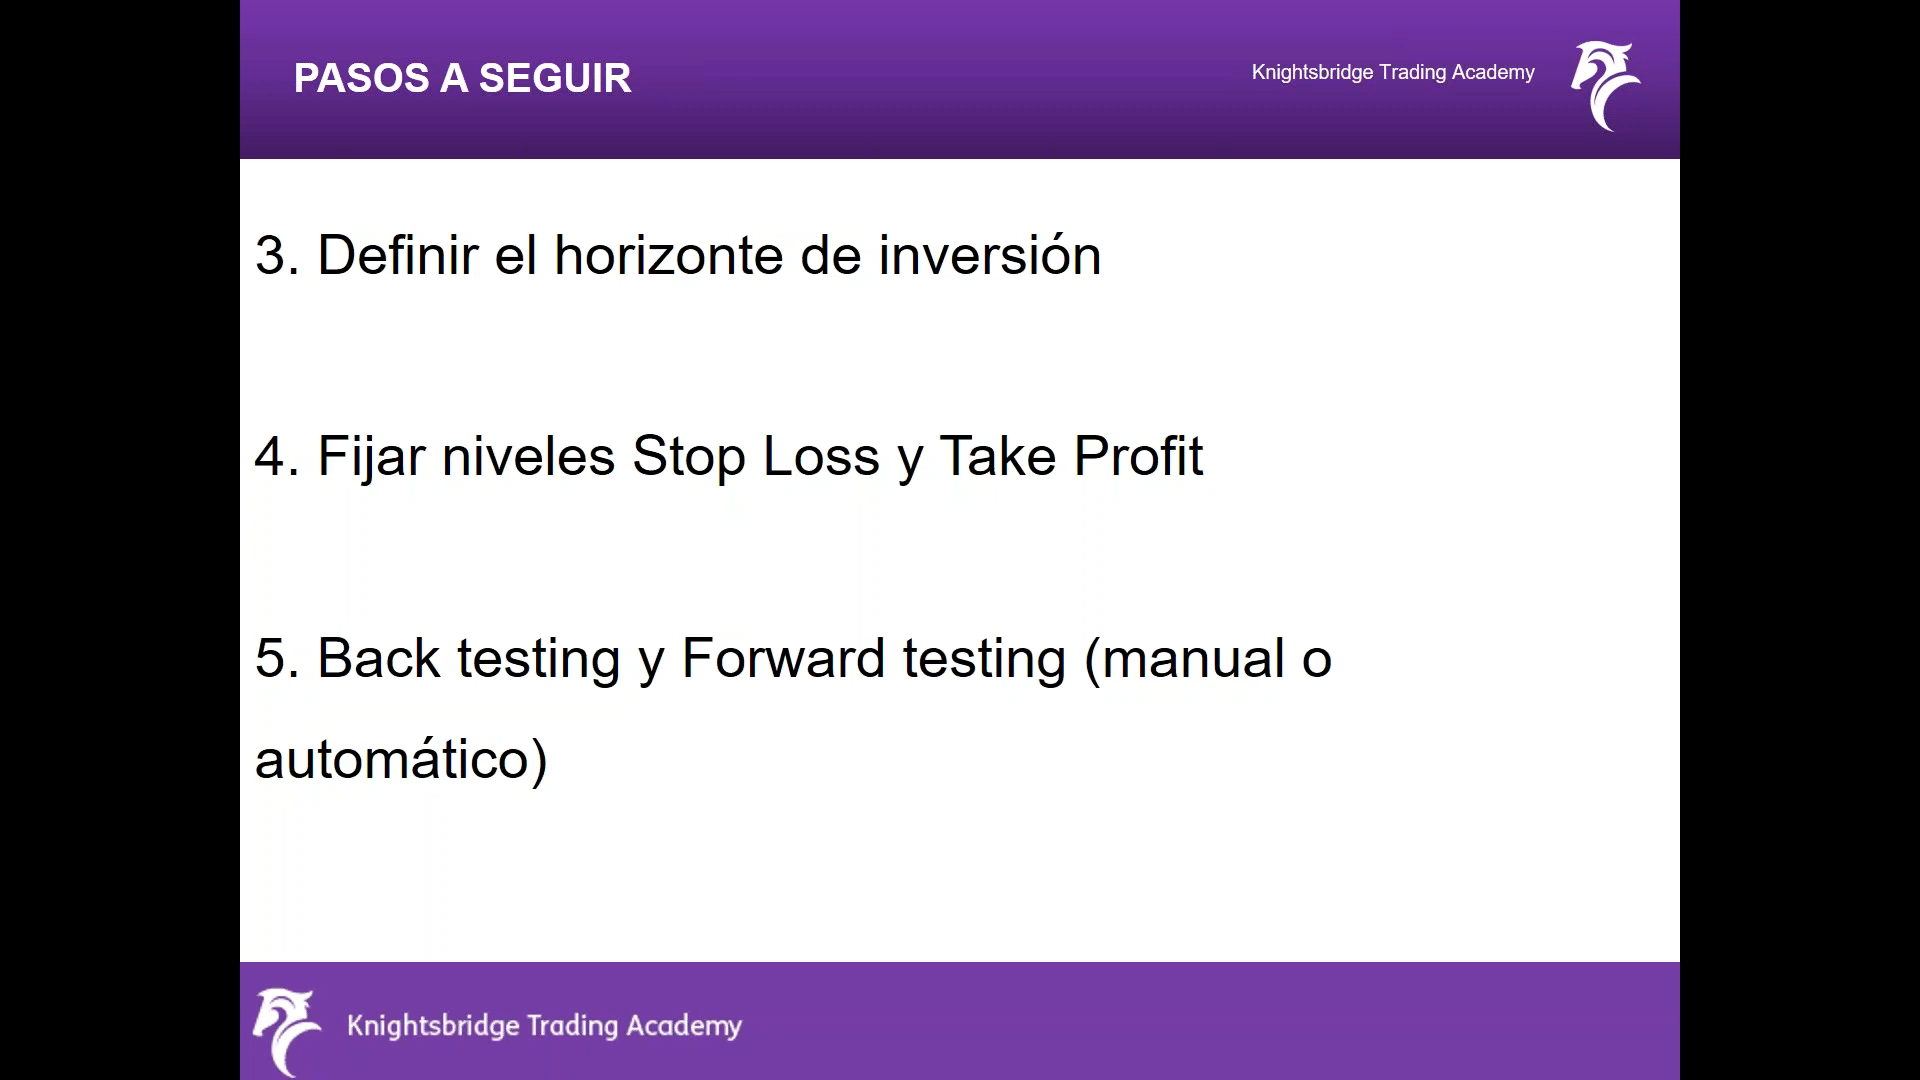 PASOS A SEGUIR
Knightsbridge Trading Academy
3. Definir el horizonte de inversión
4. Fijar niveles Stop Loss y Take Profit
5. Back testing y Forward testing (manual o
automático)
Knightsbridge Trading Academy